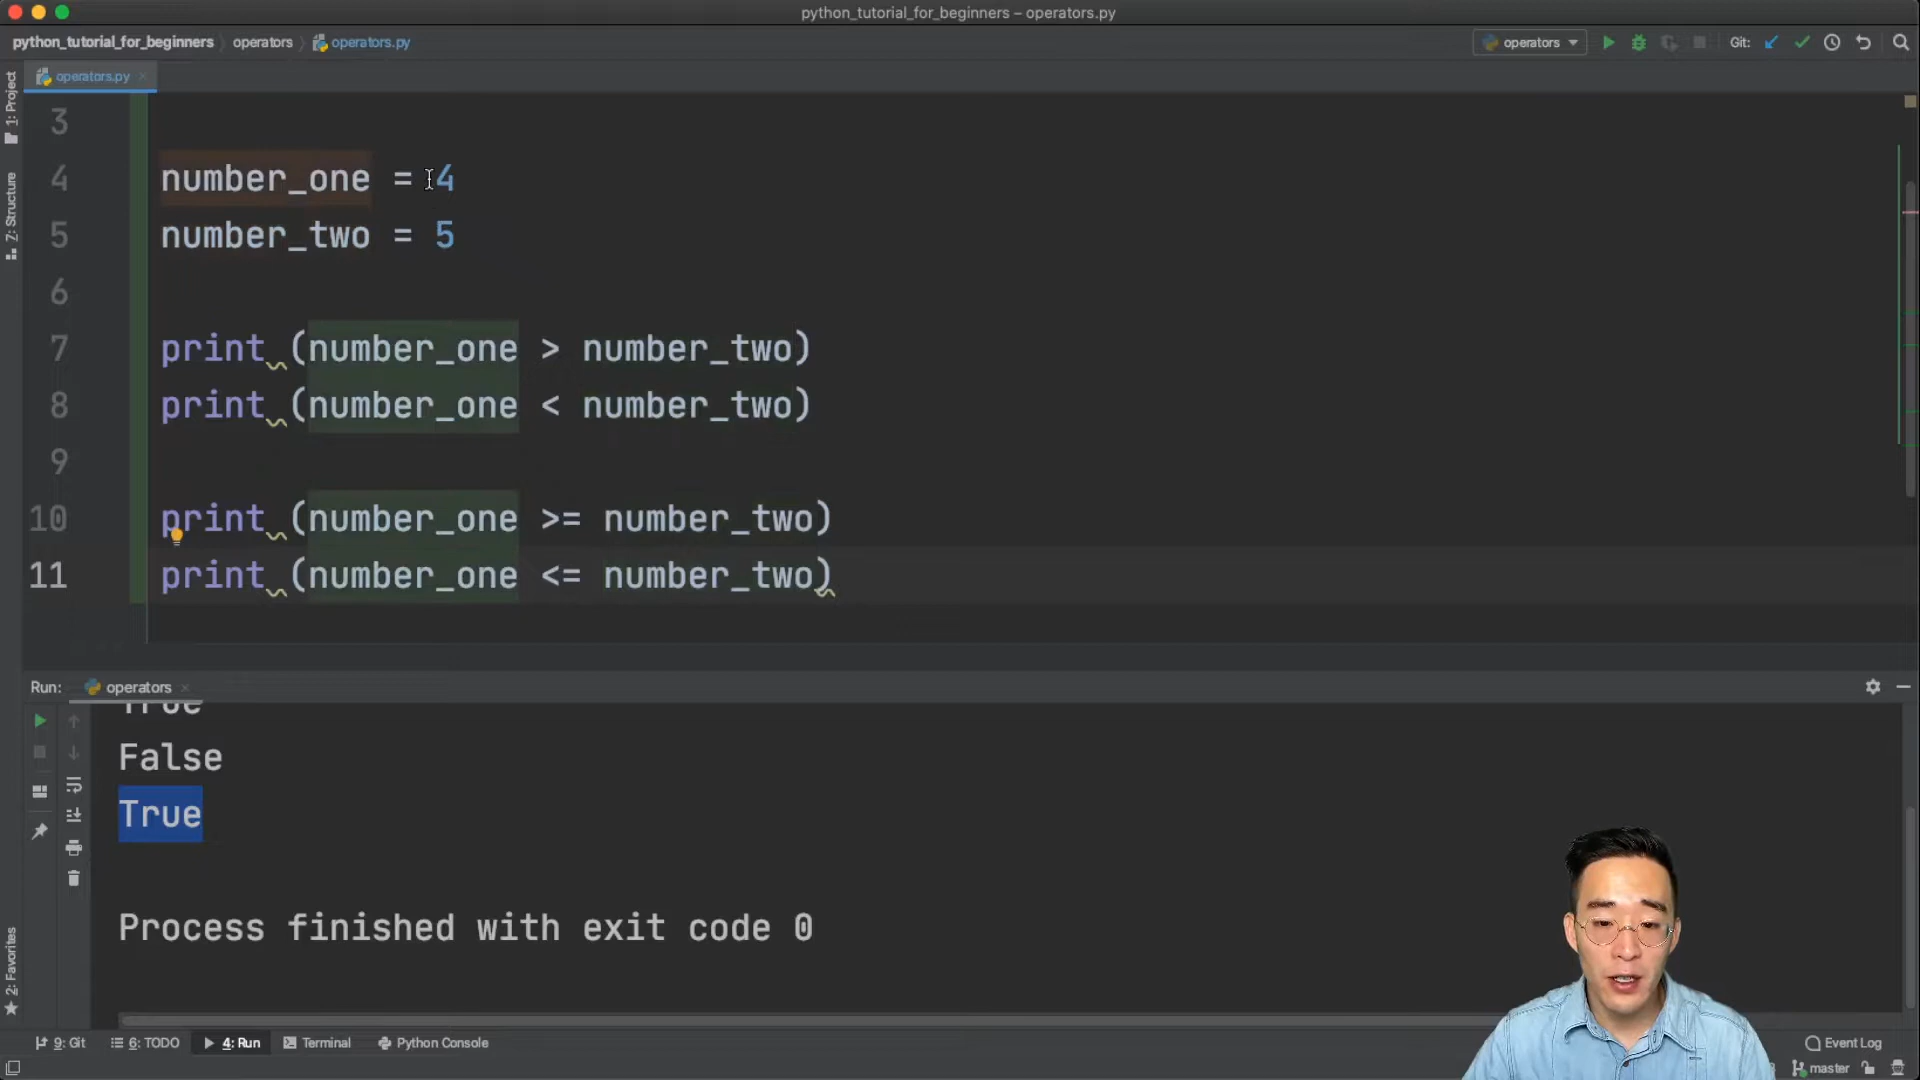 python_tutorial_for_beginners – operators.py
python_tutorial_for_beginners operators operators.py
operators
Git:
1: Project
operators.py
Z: Structure
3
4 number_one = 4
5 number_two = 5
6
7 print (number_one > number_two)
8 print (number_one < number_two)
9
10 print (number_one >= number_two)
11 print (number_one <= number_two)
Run: operators
True
False
True
Process finished with exit code 0
2: Favorites
9: Git 6: TODO 4: Run Terminal Python Console
Event Log
master